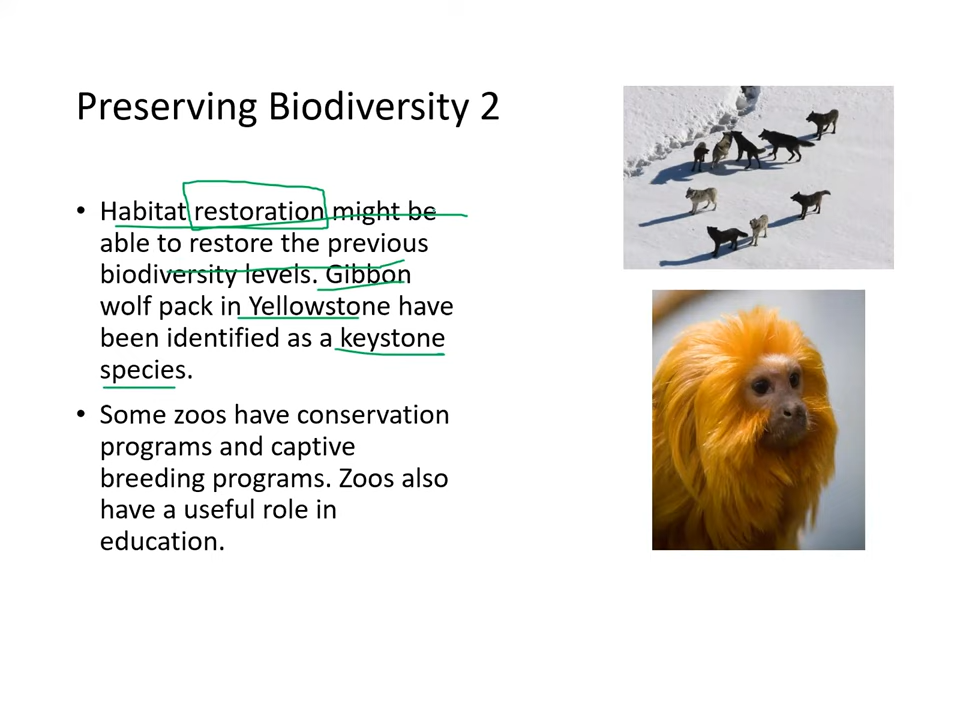 Preserving Biodiversity 2
• Habitat restoration might be
able to restore the previous
biodiversity levels. Gibbon
wolf pack in Yellowstone have
been identified as a keystone
species.
• Some zoos have conservation
programs and captive
breeding programs. Zoos also
have a useful role in
education.